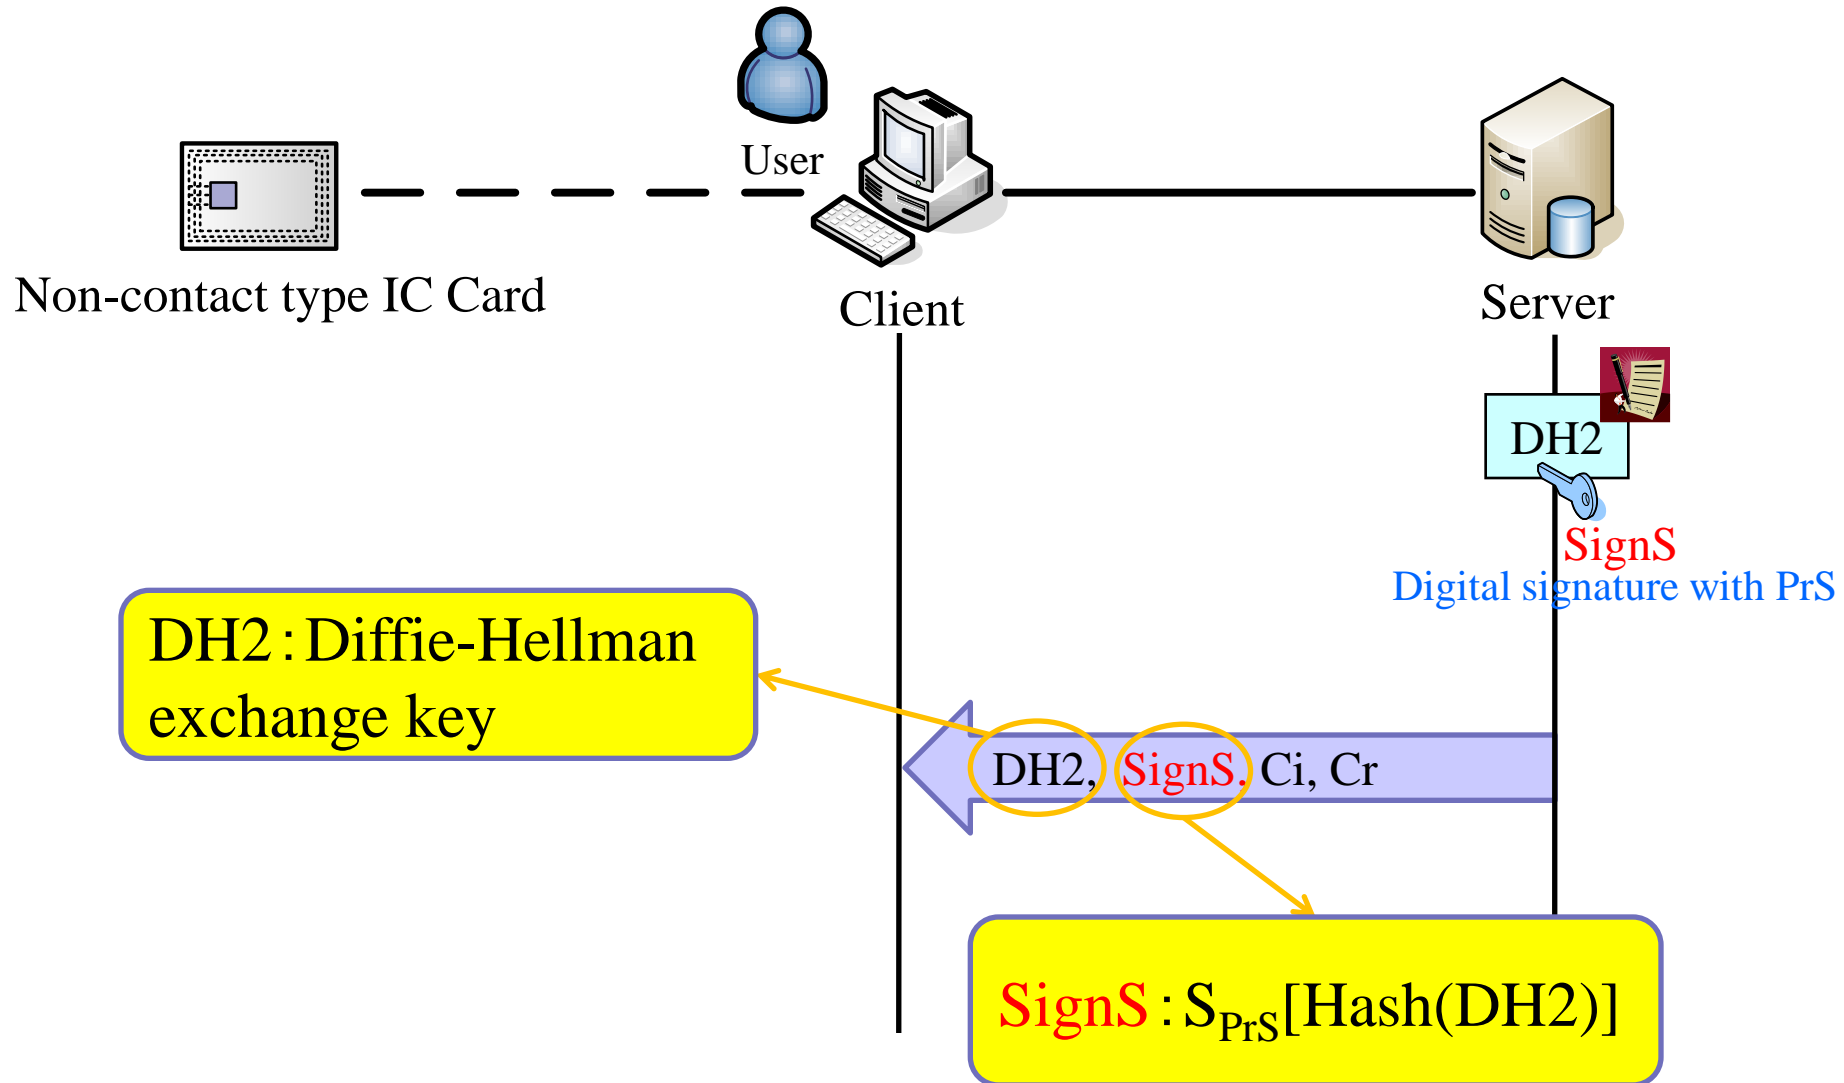 User
Non-contact type IC Card
Client
Server
DH2
SignS
Digital signature with PrS
DH2：Diffie-Hellman
exchange key
DH2, SignS, Ci, Cr
SignS：SPrS[Hash(DH2)]